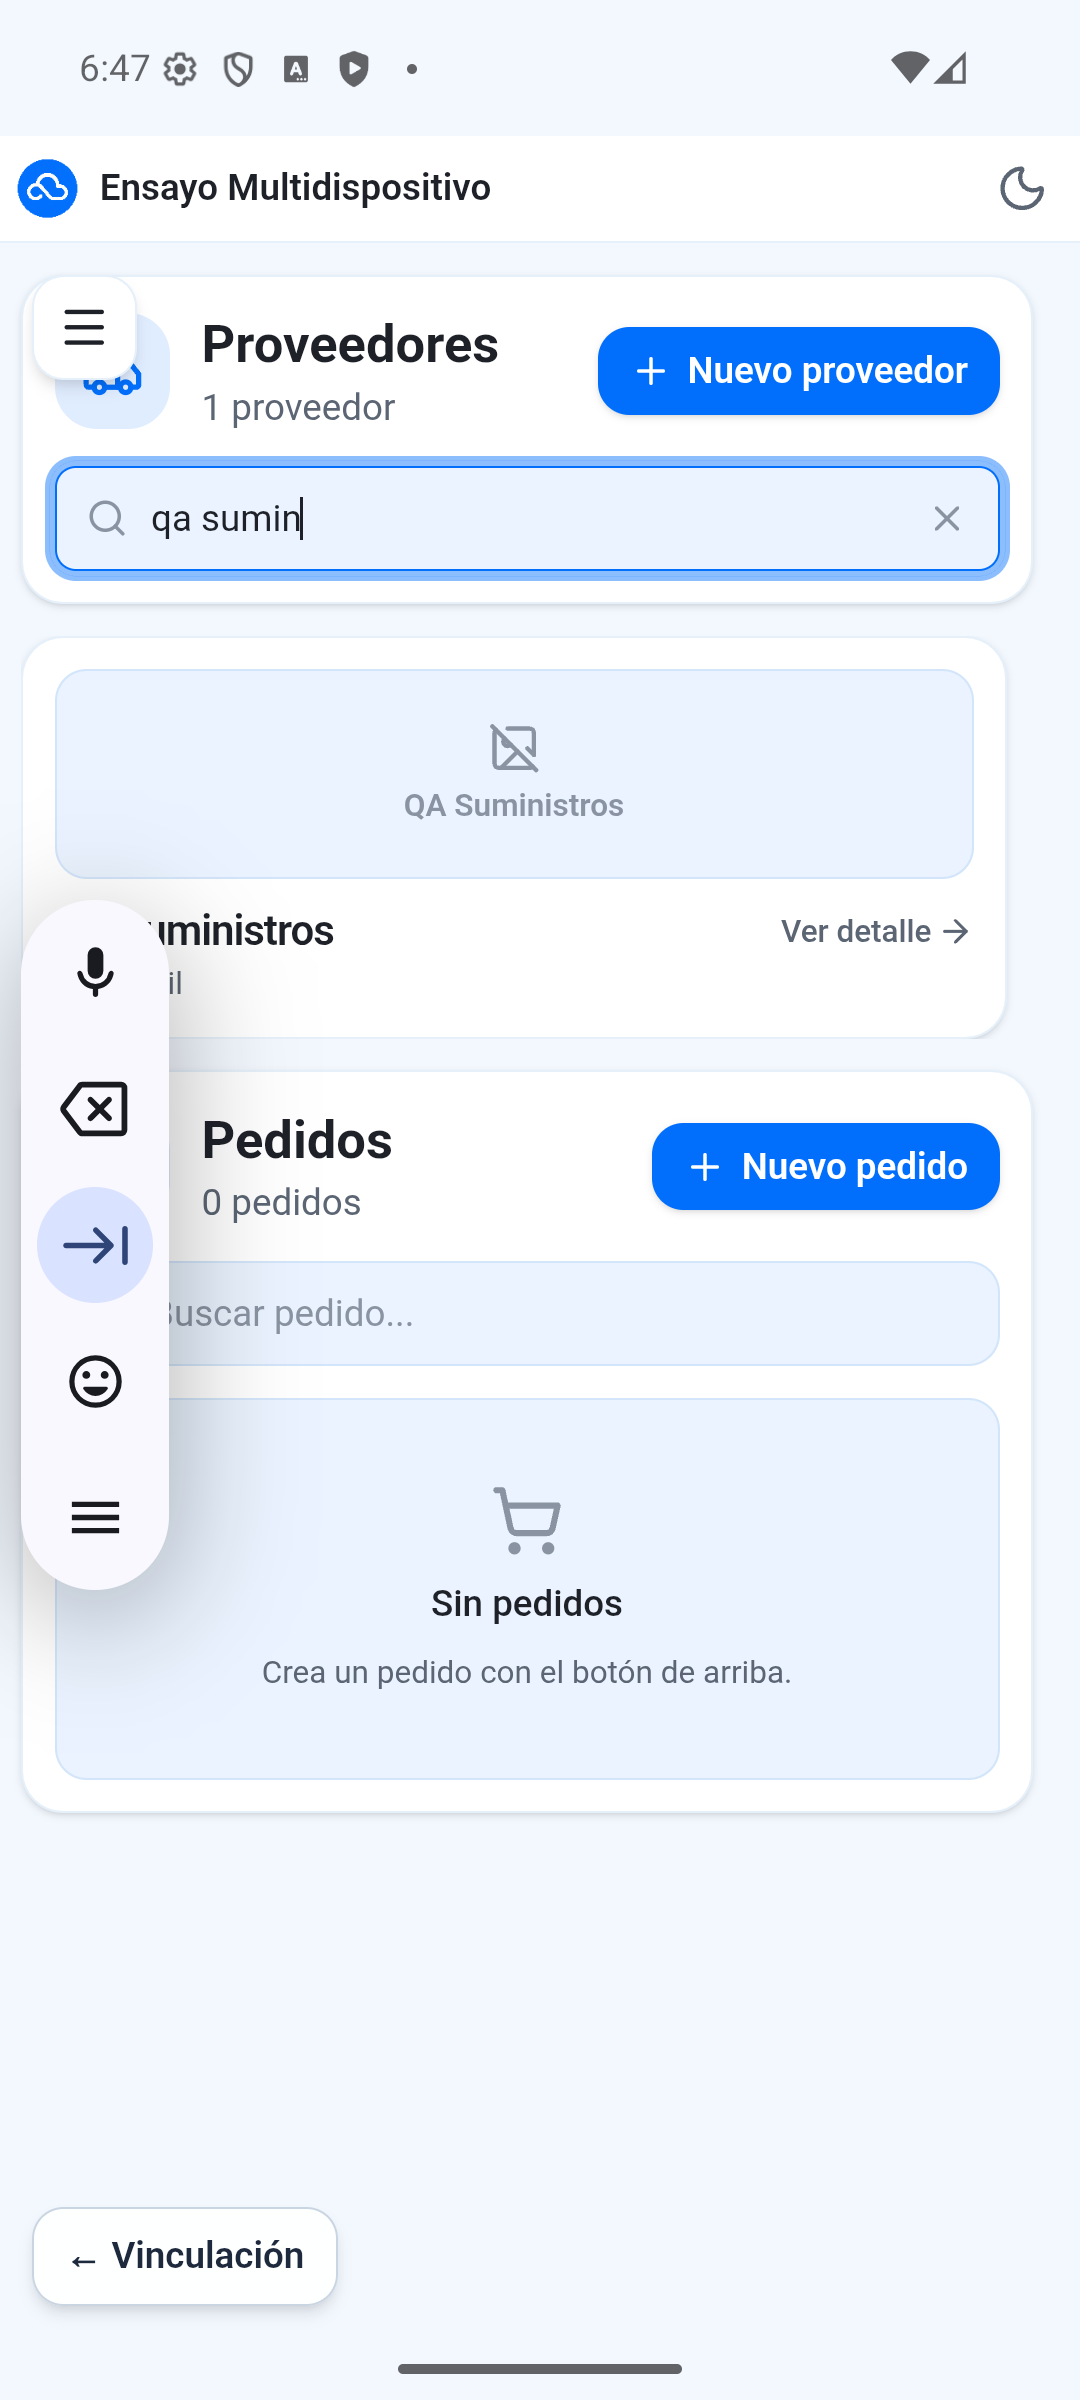 6:47
Ensayo Multidispositivo
Proveedores
1 proveedor
Nuevo proveedor
qa sumin
QA Suministros
uministros
Ver detalle →
il
Pedidos
0 pedidos
Nuevo pedido
uscar pedido...
Sin pedidos
Crea un pedido con el botón de arriba.
← Vinculación